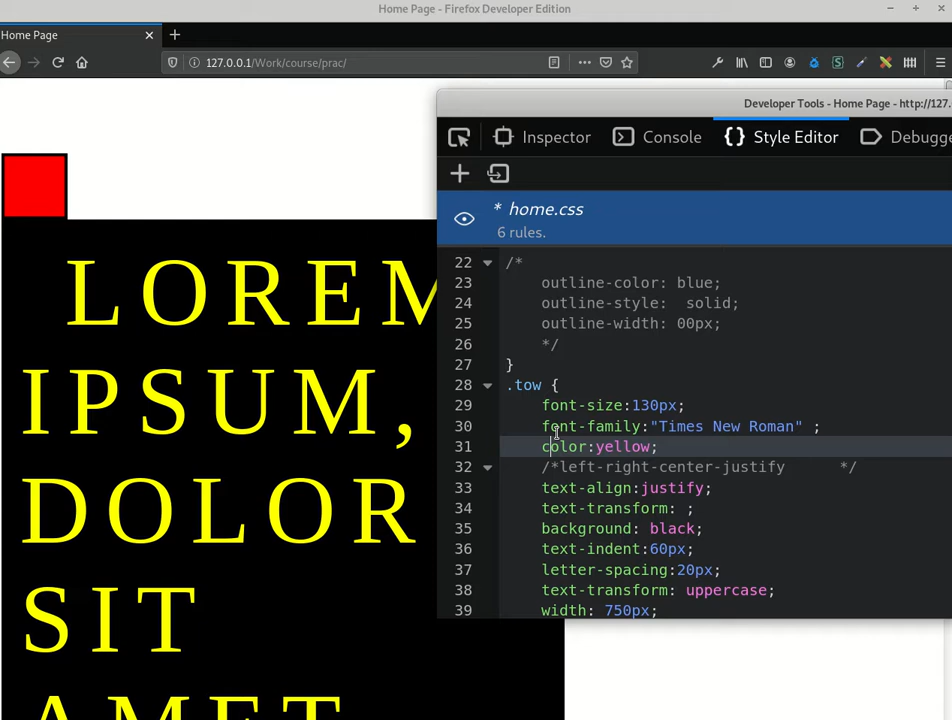 Home Page - Firefox Developer Edition
Home Page
127.0.0.1/Work/course/prac/
Developer Tools - Home Page - http://127.
Inspector
Console
{} Style Editor
Debugge
* home.css
6 rules.
22 /*
23 outline-color: blue;
24 outline-style:  solid;
25 outline-width: 00px;
26 */
27 }
28 .tow {
29 font-size:130px;
30 font-family:"Times New Roman" ;
31 color:yellow;
32 /*left-right-center-justify      */
33 text-align:justify;
34 text-transform: ;
35 background: black;
36 text-indent:60px;
37 letter-spacing:20px;
38 text-transform: uppercase;
39 width: 750px;
LOREM
IPSUM,
DOLOR
SIT
AMET